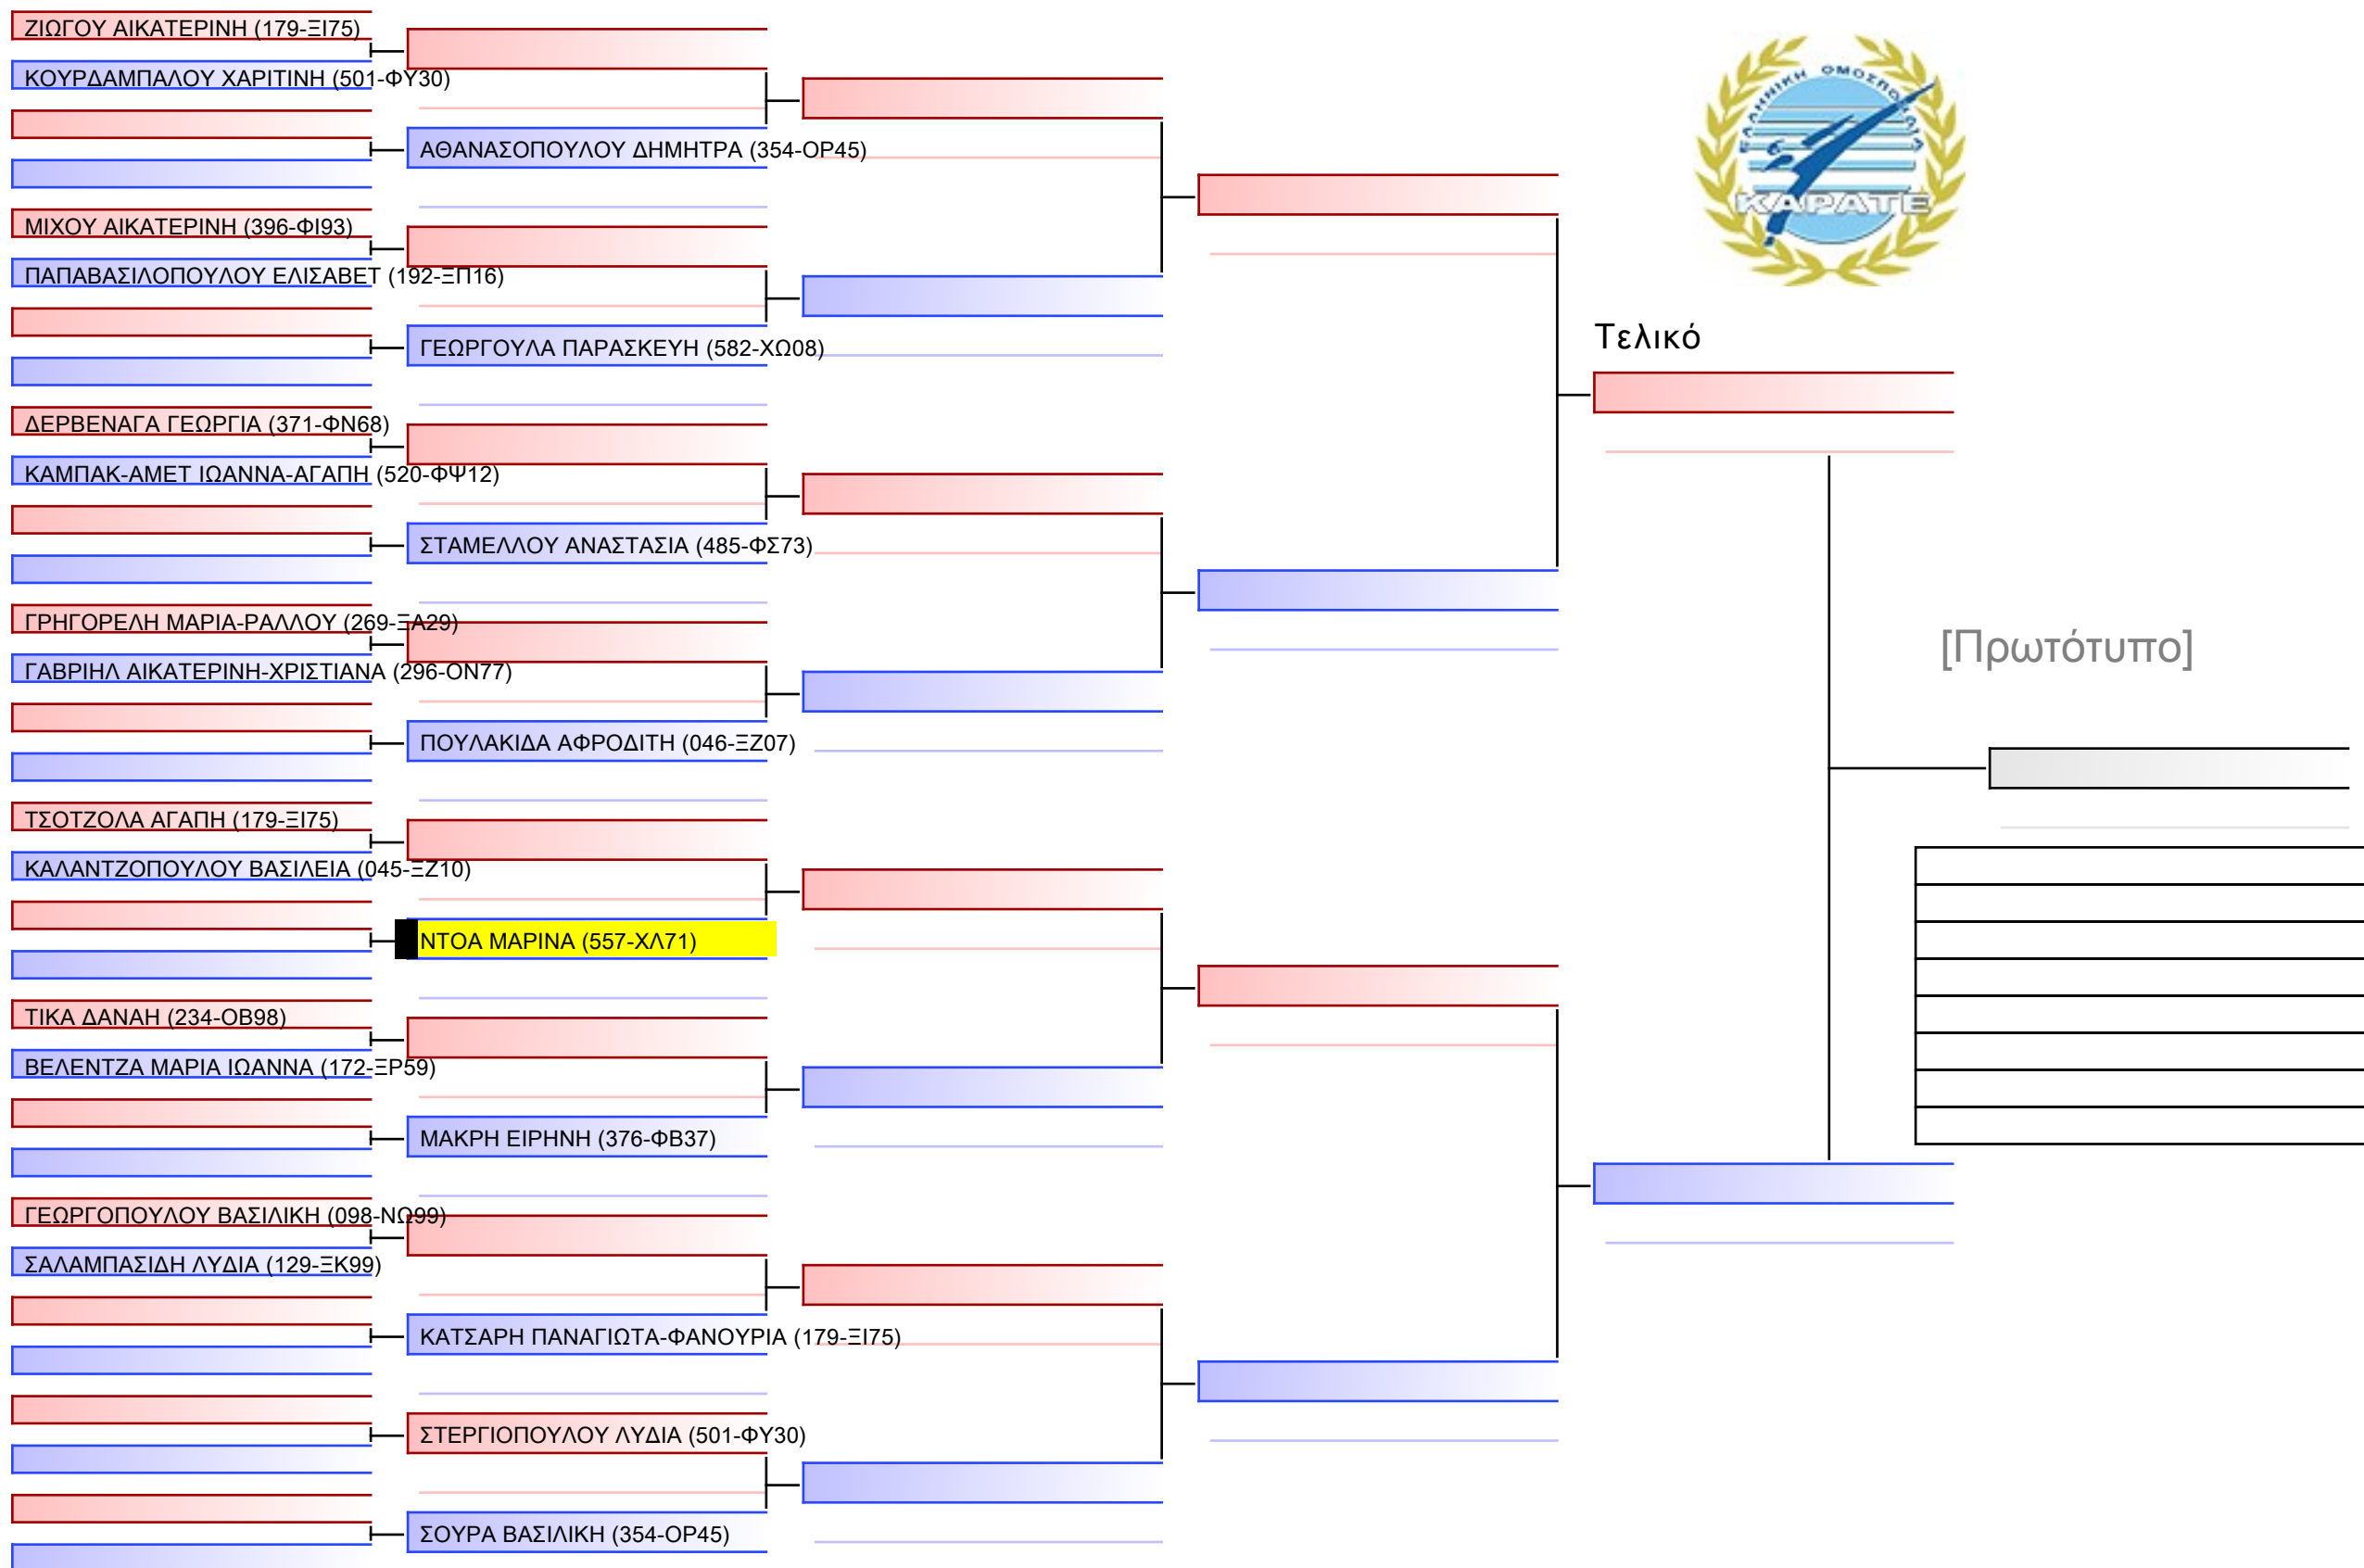 ΖΙΩΓΟΥ ΑΙΚΑΤΕΡΙΝΗ (179-ΞΙ75)
ΚΟΥΡΔΑΜΠΑΛΟΥ ΧΑΡΙΤΙΝΗ (501-ΦΥ30)
ΑΘΑΝΑΣΟΠΟΥΛΟΥ ΔΗΜΗΤΡΑ (354-ΟΡ45)
ΜΙΧΟΥ ΑΙΚΑΤΕΡΙΝΗ (396-ΦΙ93)
ΠΑΠΑΒΑΣΙΛΟΠΟΥΛΟΥ ΕΛΙΣΑΒΕΤ (192-ΞΠ16)
ΓΕΩΡΓΟΥΛΑ ΠΑΡΑΣΚΕΥΗ (582-ΧΩ08)
ΔΕΡΒΕΝΑΓΑ ΓΕΩΡΓΙΑ (371-ΦΝ68)
ΚΑΜΠΑΚ-ΑΜΕΤ ΙΩΑΝΝΑ-ΑΓΑΠΗ (520-ΦΨ12)
ΣΤΑΜΕΛΛΟΥ ΑΝΑΣΤΑΣΙΑ (485-ΦΣ73)
ΓΡΗΓΟΡΕΛΗ ΜΑΡΙΑ-ΡΑΛΛΟΥ (269-ΞΑ29)
ΓΑΒΡΙΗΛ ΑΙΚΑΤΕΡΙΝΗ-ΧΡΙΣΤΙΑΝΑ (296-ΟΝ77)
ΠΟΥΛΑΚΙΔΑ ΑΦΡΟΔΙΤΗ (046-ΞΖ07)
ΤΣΟΤΖΟΛΑ ΑΓΑΠΗ (179-ΞΙ75)
ΚΑΛΑΝΤΖΟΠΟΥΛΟΥ ΒΑΣΙΛΕΙΑ (045-ΞΖ10)
ΝΤΟΑ ΜΑΡΙΝΑ (557-ΧΛ71)
ΤΙΚΑ ΔΑΝΑΗ (234-ΟΒ98)
ΒΕΛΕΝΤΖΑ ΜΑΡΙΑ ΙΩΑΝΝΑ (172-ΞΡ59)
ΜΑΚΡΗ ΕΙΡΗΝΗ (376-ΦΒ37)
ΓΕΩΡΓΟΠΟΥΛΟΥ ΒΑΣΙΛΙΚΗ (098-ΝΩ99)
ΣΑΛΑΜΠΑΣΙΔΗ ΛΥΔΙΑ (129-ΞΚ99)
ΚΑΤΣΑΡΗ ΠΑΝΑΓΙΩΤΑ-ΦΑΝΟΥΡΙΑ (179-ΞΙ75)
ΣΤΕΡΓΙΟΠΟΥΛΟΥ ΛΥΔΙΑ (501-ΦΥ30)
ΣΟΥΡΑ ΒΑΣΙΛΙΚΗ (354-ΟΡ45)
ΕΛΛΗΝΙΚΗ ΟΜΟΣΠΟΝΔΙΑ
ΚΑΡΑΤΕ
Τελικό
[Πρωτότυπο]